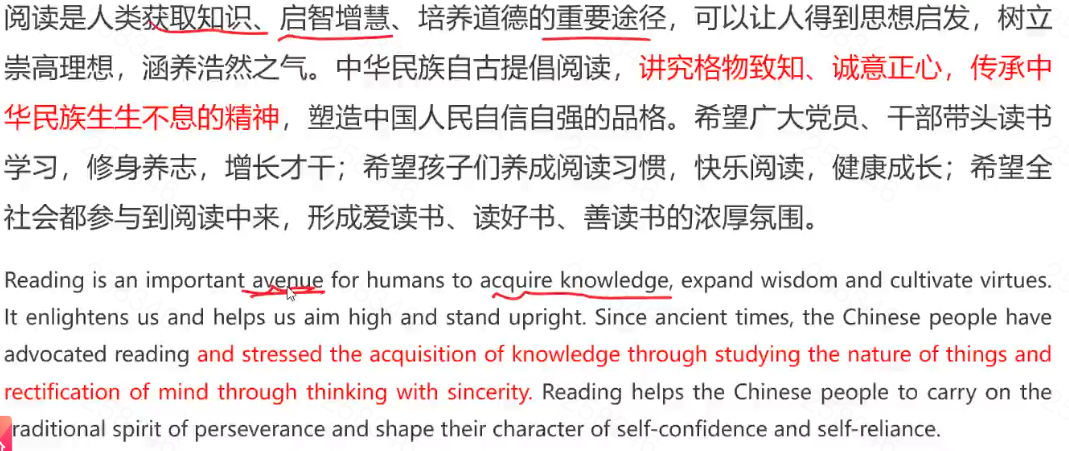 阅读是人类获取知识、启智增慧、培养道德的重要途径，可以让人得到思想启发，树立
崇高理想，涵养浩然之气。中华民族自古提倡阅读，讲究格物致知、诚意正心，传承中
华民族生生不息的精神，塑造中国人民自信自强的品格。希望广大党员、干部带头读书
学习，修身养志，增长才干；希望孩子们养成阅读习惯，快乐阅读，健康成长；希望全
社会都参与到阅读中来，形成爱读书、读好书、善读书的浓厚氛围。
Reading is an important avenue for humans to acquire knowledge, expand wisdom and cultivate virtues.
It enlightens us and helps us aim high and stand upright. Since ancient times, the Chinese people have
advocated reading and stressed the acquisition of knowledge through studying the nature of things and
rectification of mind through thinking with sincerity. Reading helps the Chinese people to carry on the
raditional spirit of perseverance and shape their character of self-confidence and self-reliance.